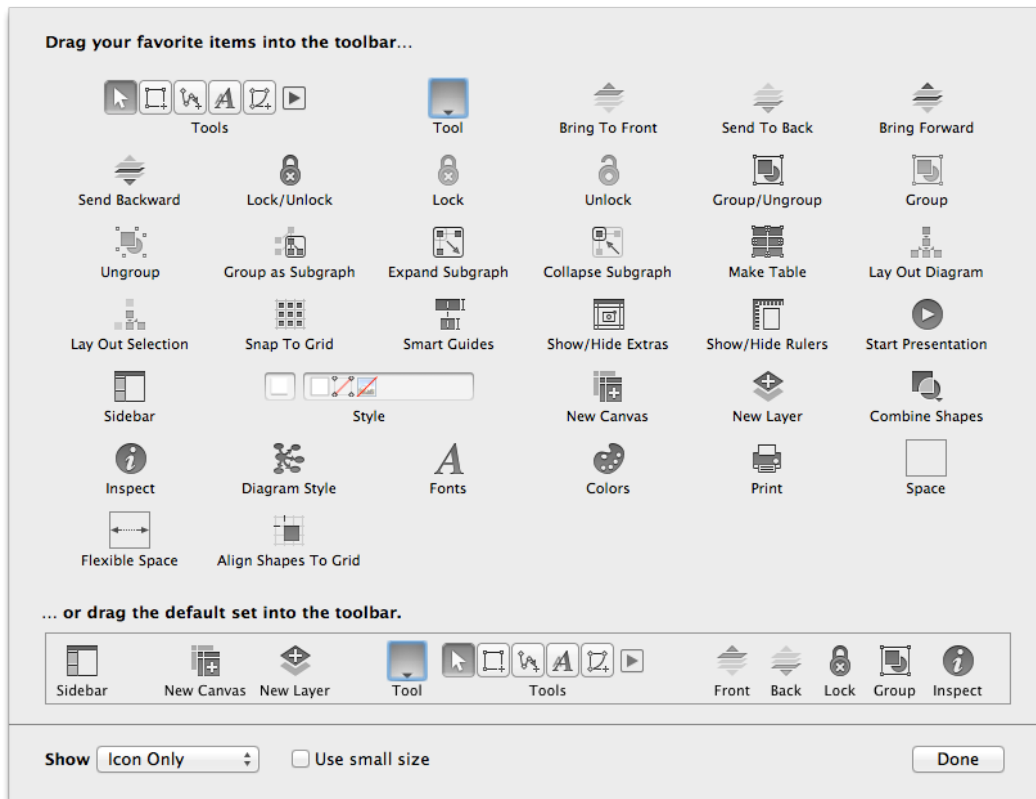 Drag your favorite items into the toolbar...
Tools Tool Bring To Front Send To Back Bring Forward
Send Backward Lock/Unlock Lock Unlock Group/Ungroup Group
Ungroup Group as Subgraph Expand Subgraph Collapse Subgraph Make Table Lay Out Diagram
Lay Out Selection Snap To Grid Smart Guides Show/Hide Extras Show/Hide Rulers Start Presentation
Sidebar Style New Canvas New Layer Combine Shapes
Inspect Diagram Style Fonts Colors Print Space
Flexible Space Align Shapes To Grid
... or drag the default set into the toolbar.
Sidebar New Canvas New Layer Tool Tools Front Back Lock Group Inspect
Show Icon Only Use small size Done